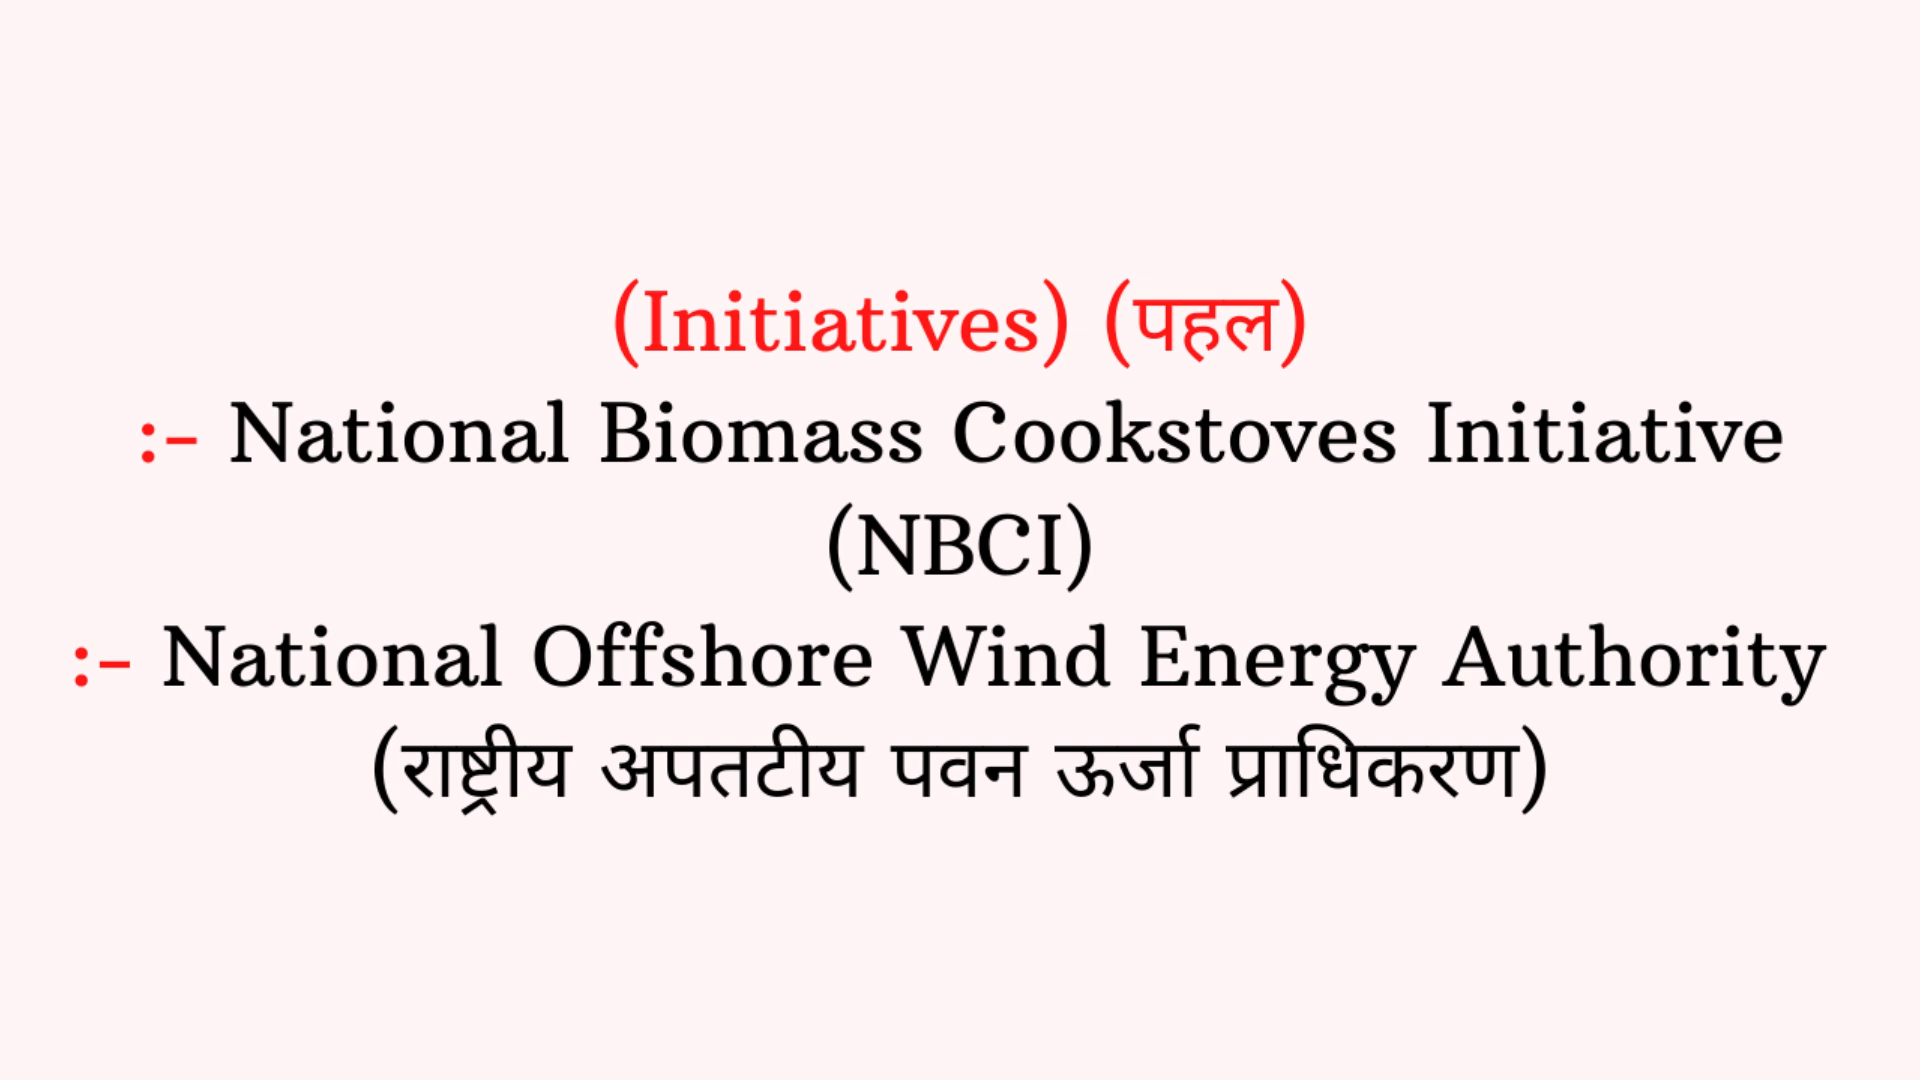 (Initiatives) (पहल)
:- National Biomass Cookstoves Initiative
(NBCI)
:- National Offshore Wind Energy Authority
(राष्ट्रीय अपतटीय पवन ऊर्जा प्राधिकरण)